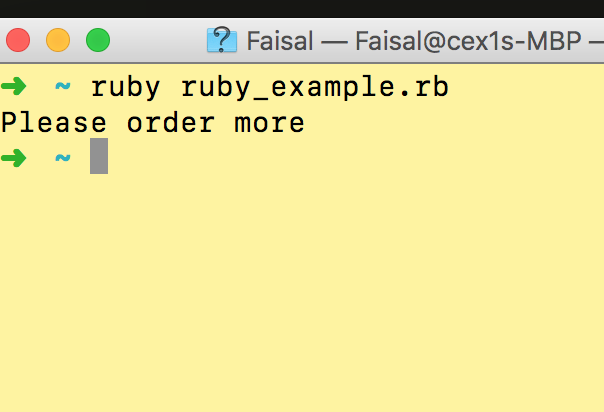 Faisal — Faisal@cex1s-MBP —
➜ ~ ruby ruby_example.rb
Please order more
➜ ~